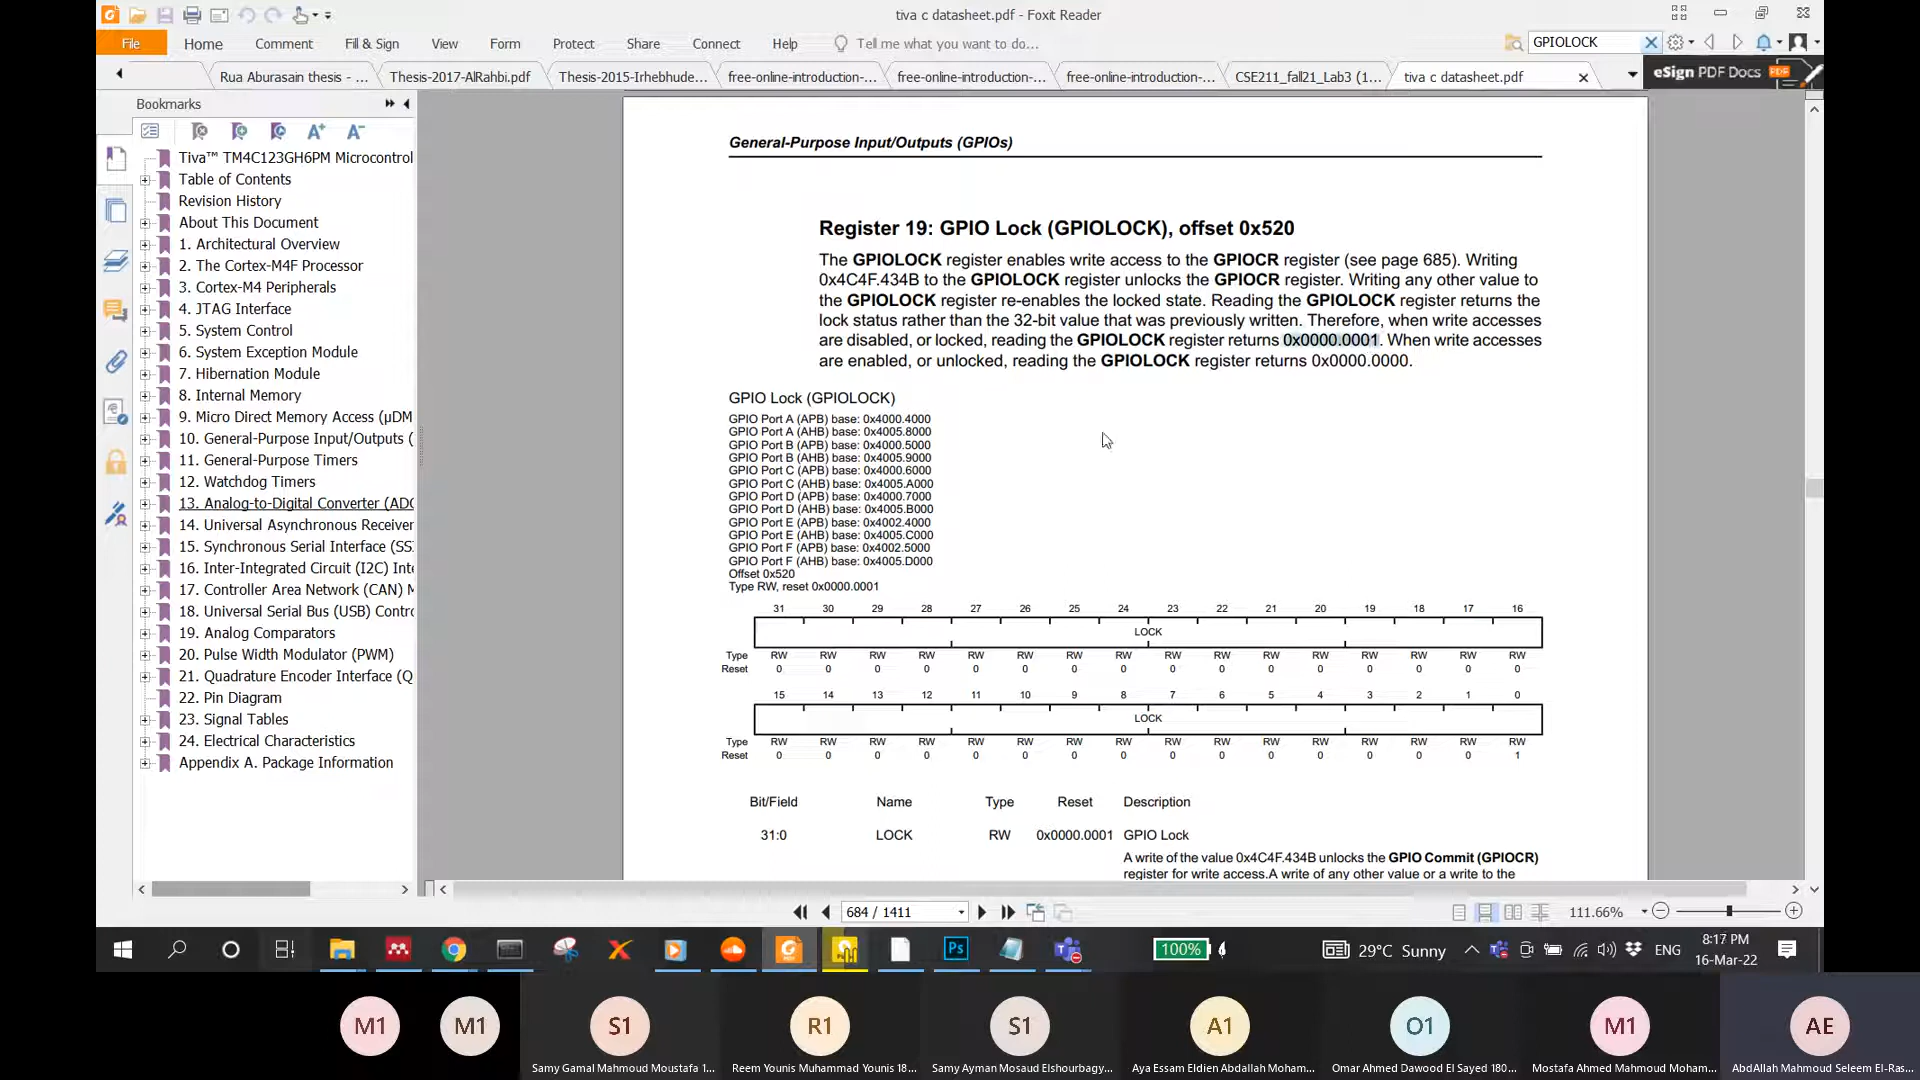 tiva c datasheet.pdf - Foxit Reader
File Home Comment Fill & Sign View Form Protect Share Connect Help Tell me what you want to do... GPIOLOCK
Rua Aburasain thesis - ... Thesis-2017-AlRahbi.pdf Thesis-2015-Irhebhude... free-online-introduction-... free-online-introduction-... free-online-introduction-... CSE211_fall21_Lab3 (1... tiva c datasheet.pdf eSign PDF Docs PDF
Bookmarks
Tiva™ TM4C123GH6PM Microcontrol
Table of Contents
Revision History
About This Document
1. Architectural Overview
2. The Cortex-M4F Processor
3. Cortex-M4 Peripherals
4. JTAG Interface
5. System Control
6. System Exception Module
7. Hibernation Module
8. Internal Memory
9. Micro Direct Memory Access (µDM
10. General-Purpose Input/Outputs (
11. General-Purpose Timers
12. Watchdog Timers
13. Analog-to-Digital Converter (ADC
14. Universal Asynchronous Receiver
15. Synchronous Serial Interface (SS
16. Inter-Integrated Circuit (I2C) Inte
17. Controller Area Network (CAN) M
18. Universal Serial Bus (USB) Contro
19. Analog Comparators
20. Pulse Width Modulator (PWM)
21. Quadrature Encoder Interface (Q
22. Pin Diagram
23. Signal Tables
24. Electrical Characteristics
Appendix A. Package Information
General-Purpose Input/Outputs (GPIOs)
Register 19: GPIO Lock (GPIOLOCK), offset 0x520
The GPIOLOCK register enables write access to the GPIOCR register (see page 685). Writing
0x4C4F.434B to the GPIOLOCK register unlocks the GPIOCR register. Writing any other value to
the GPIOLOCK register re-enables the locked state. Reading the GPIOLOCK register returns the
lock status rather than the 32-bit value that was previously written. Therefore, when write accesses
are disabled, or locked, reading the GPIOLOCK register returns 0x0000.0001. When write accesses
are enabled, or unlocked, reading the GPIOLOCK register returns 0x0000.0000.
GPIO Lock (GPIOLOCK)
GPIO Port A (APB) base: 0x4000.4000
GPIO Port A (AHB) base: 0x4005.8000
GPIO Port B (APB) base: 0x4000.5000
GPIO Port B (AHB) base: 0x4005.9000
GPIO Port C (APB) base: 0x4000.6000
GPIO Port C (AHB) base: 0x4005.A000
GPIO Port D (APB) base: 0x4000.7000
GPIO Port D (AHB) base: 0x4005.B000
GPIO Port E (APB) base: 0x4002.4000
GPIO Port E (AHB) base: 0x4005.C000
GPIO Port F (APB) base: 0x4002.5000
GPIO Port F (AHB) base: 0x4005.D000
Offset 0x520
Type RW, reset 0x0000.0001
31 30 29 28 27 26 25 24 23 22 21 20 19 18 17 16
LOCK
Type RW RW RW RW RW RW RW RW RW RW RW RW RW RW RW RW
Reset 0 0 0 0 0 0 0 0 0 0 0 0 0 0 0 0
15 14 13 12 11 10 9 8 7 6 5 4 3 2 1 0
LOCK
Type RW RW RW RW RW RW RW RW RW RW RW RW RW RW RW RW
Reset 0 0 0 0 0 0 0 0 0 0 0 0 0 0 0 1
Bit/Field Name Type Reset Description
31:0 LOCK RW 0x0000.0001 GPIO Lock
A write of the value 0x4C4F.434B unlocks the GPIO Commit (GPIOCR)
register for write access.A write of any other value or a write to the
684 / 1411 111.66%
100% 29°C Sunny ENG 8:17 PM
16-Mar-22
M1 M1 S1 R1 S1 A1 O1 M1 AE
Samy Gamal Mahmoud Moustafa 1... Reem Younis Muhammad Younis 18... Samy Ayman Mosaud Elshourbagy... Aya Essam Eldien Abdallah Moham... Omar Ahmed Dawood El Sayed 180... Mostafa Ahmed Mahmoud Moham... AbdAllah Mahmoud Seleem El-Ras...